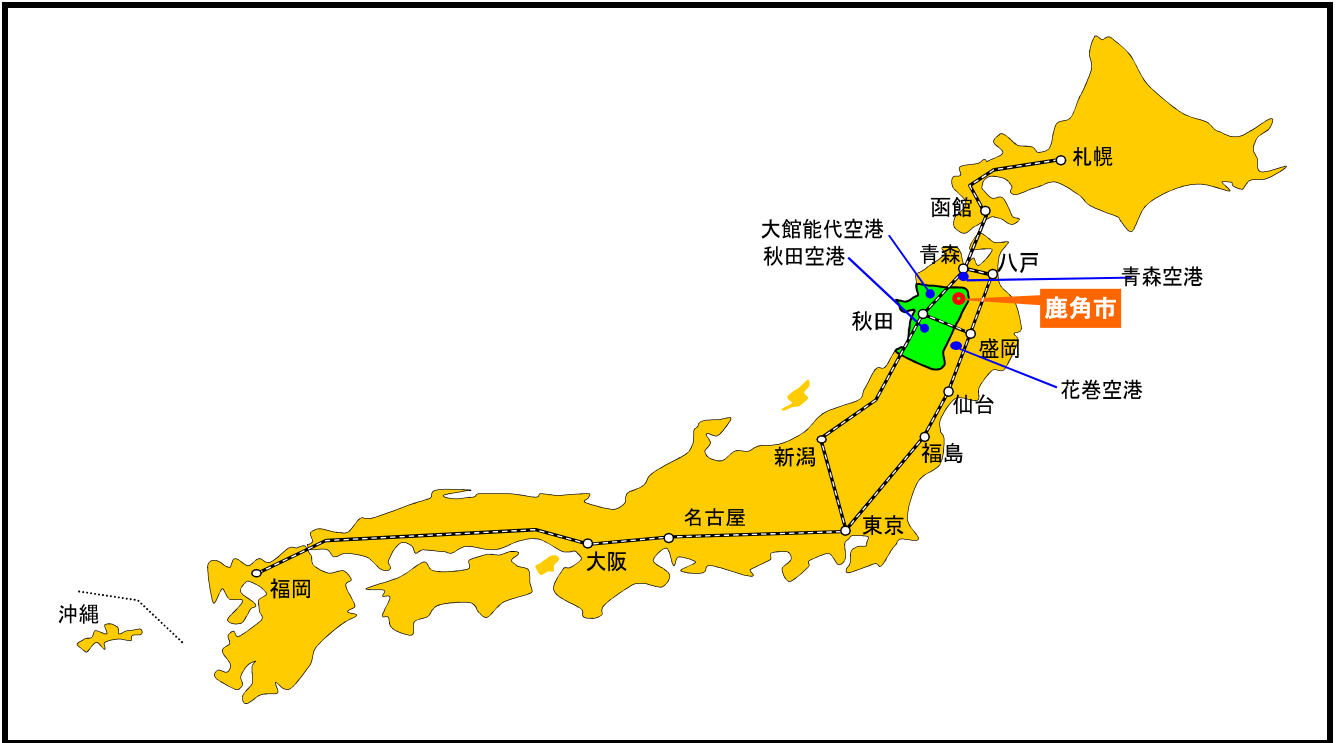 札幌
函館
大館能代空港
秋田空港
青森
八戸
青森空港
鹿角市
秋田
盛岡
花巻空港
仙台
福島
新潟
名古屋
東京
大阪
福岡
沖縄